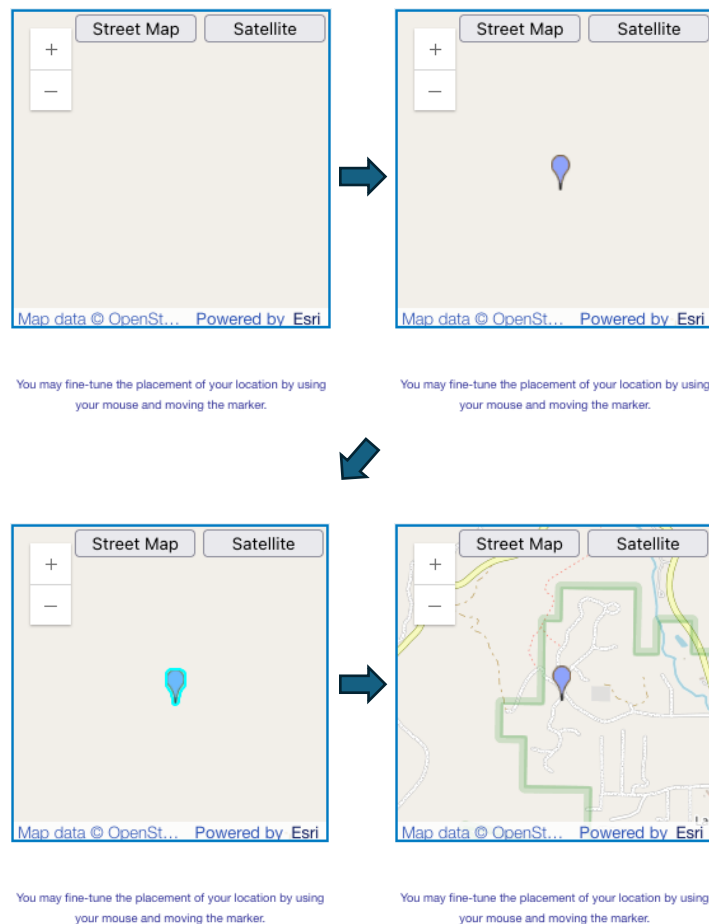 Street Map Satellite
+
−
Map data © OpenSt... Powered by Esri
You may fine-tune the placement of your location by using
your mouse and moving the marker.
Street Map Satellite
+
−
Map data © OpenSt... Powered by Esri
You may fine-tune the placement of your location by using
your mouse and moving the marker.
Street Map Satellite
+
−
Map data © OpenSt... Powered by Esri
You may fine-tune the placement of your location by using
your mouse and moving the marker.
Street Map Satellite
+
−
Map data © OpenSt... Powered by Esri
You may fine-tune the placement of your location by using
your mouse and moving the marker.